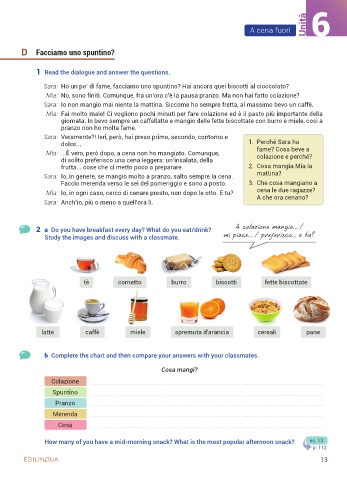 A cena fuori
Unità
6
D Facciamo uno spuntino?
1 Read the dialogue and answer the questions.
Sara: Ho un po' di fame, facciamo uno spuntino? Hai ancora quei biscotti al cioccolato?
Mia: No, sono finiti. Comunque, fra un'ora c'è la pausa pranzo. Ma non hai fatto colazione?
Sara: Io non mangio mai niente la mattina. Siccome ho sempre fretta, al massimo bevo un caffè.
Mia: Fai molto male! Ci vogliono pochi minuti per fare colazione ed è il pasto più importante della
giornata. Io bevo sempre un caffellatte e mangio delle fette biscottate con burro e miele, così a
pranzo non ho molta fame.
Sara: Veramente?! Ieri, però, hai preso primo, secondo, contorno e
dolce...
Mia: ...È vero, però dopo, a cena non ho mangiato. Comunque,
di solito preferisco una cena leggera: un'insalata, della
frutta... cose che ci metto poco a preparare.
Sara: Io, in genere, se mangio molto a pranzo, salto sempre la cena.
Faccio merenda verso le sei del pomeriggio e sono a posto.
Mia: Io, in ogni caso, cerco di cenare presto, non dopo le otto. E tu?
Sara: Anch'io, più o meno a quell'ora lì.
1. Perché Sara ha
fame? Cosa beve a
colazione e perché?
2. Cosa mangia Mia la
mattina?
3. Che cosa mangiano a
cena le due ragazze?
A che ora cenano?
2 a Do you have breakfast every day? What do you eat/drink?
Study the images and discuss with a classmate.
A colazione mangio... /
mi piace... / preferisco... e tu?
tè cornetto burro biscotti fette biscottate
latte caffè miele spremuta d'arancia cereali pane
b Complete the chart and then compare your answers with your classmates.
Cosa mangi?
Colazione
Spuntino
Pranzo
Merenda
Cena
How many of you have a mid-morning snack? What is the most popular afternoon snack?
es. 13
p. 112
EDILINGUA
13